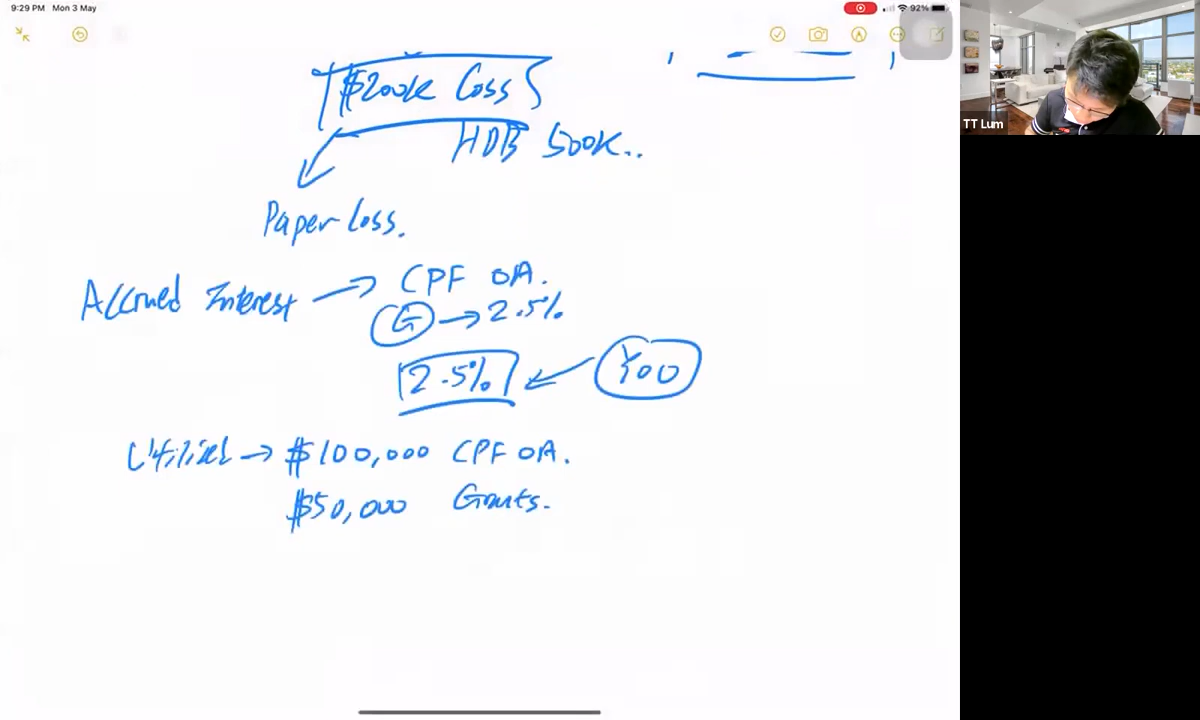 9:29 PM Mon 3 May
92%
$200K Loss
HDB 500K..
Paper Loss.
Accrued Interest → CPF OA.
G → 2.5%
2.5% ← You
Utilised → $100,000 CPF OA.
$50,000 Grants.
TT Lum